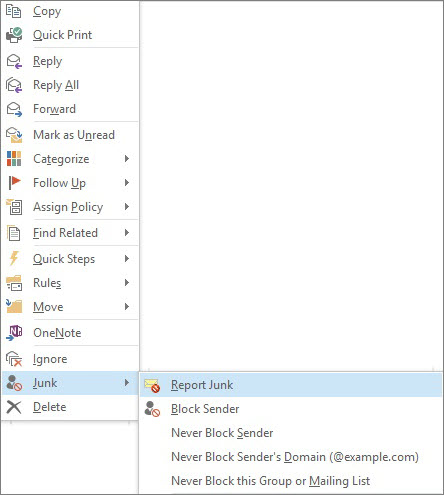 Copy
Quick Print
Reply
Reply All
Forward
Mark as Unread
Categorize
Follow Up
Assign Policy
Find Related
Quick Steps
Rules
Move
OneNote
Ignore
Junk
Delete
Report Junk
Block Sender
Never Block Sender
Never Block Sender's Domain (@example.com)
Never Block this Group or Mailing List